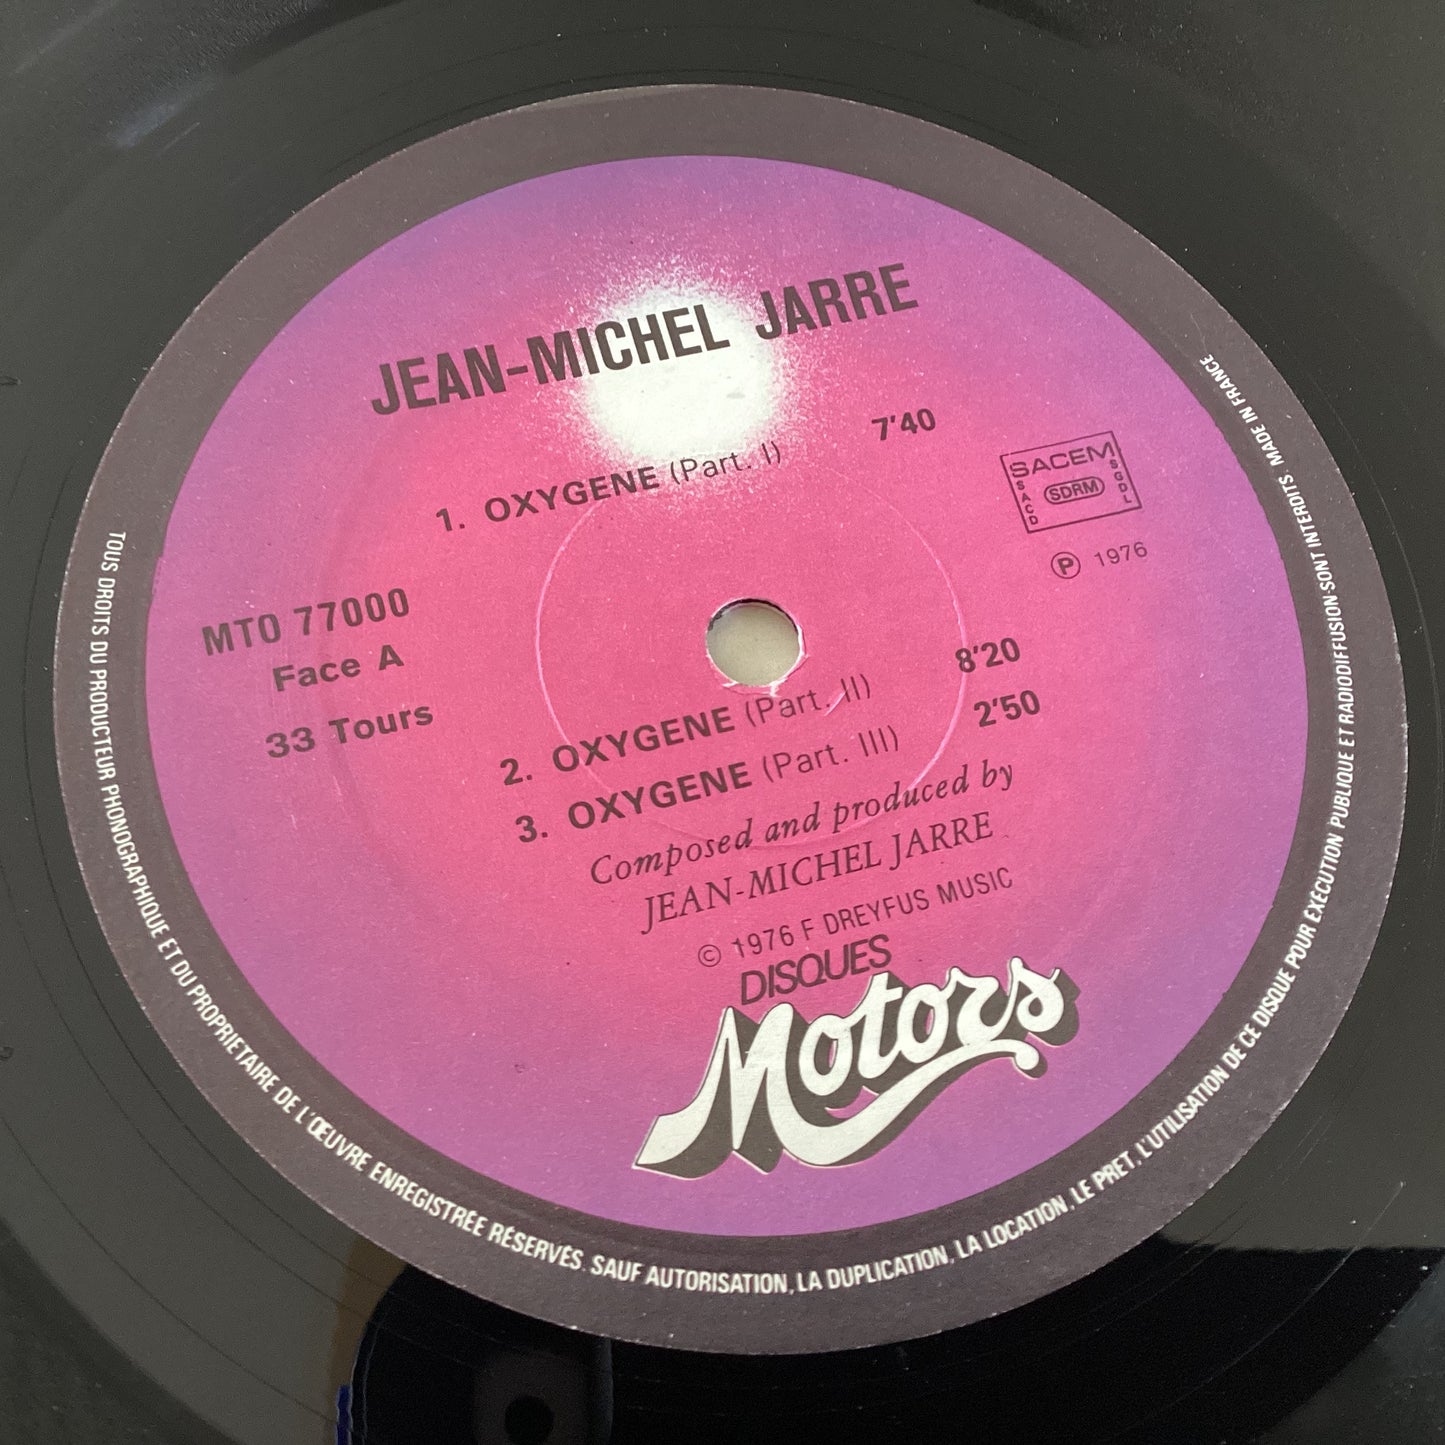 JEAN-MICHEL JARRE
1. OXYGENE (Part. I) 7'40
SACEM
SACD
SDRM
SGDL
Ⓟ 1976
MTO 77000
Face A
33 Tours
2. OXYGENE (Part. II) 8'20
3. OXYGENE (Part. III) 2'50
Composed and produced by
JEAN-MICHEL JARRE
© 1976 F DREYFUS MUSIC
DISQUES
Motors
TOUS DROITS DU PRODUCTEUR PHONOGRAPHIQUE ET DU PROPRIETAIRE DE L'ŒUVRE ENREGISTRÉE RÉSERVÉS. SAUF AUTORISATION, LA DUPLICATION, LA LOCATION, LE PRET, L'UTILISATION DE CE DISQUE POUR EXECUTION PUBLIQUE ET RADIODIFFUSION SONT INTERDITS. MADE IN FRANCE